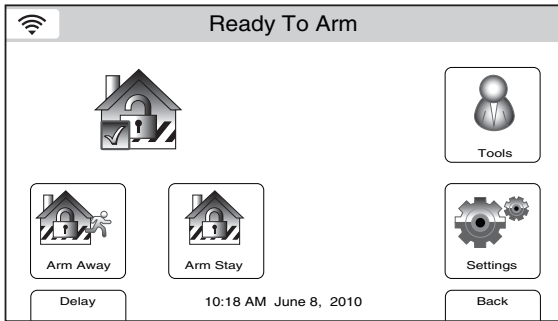 Ready To Arm
Tools
Arm Away
Arm Stay
Settings
Delay
10:18 AM June 8, 2010
Back